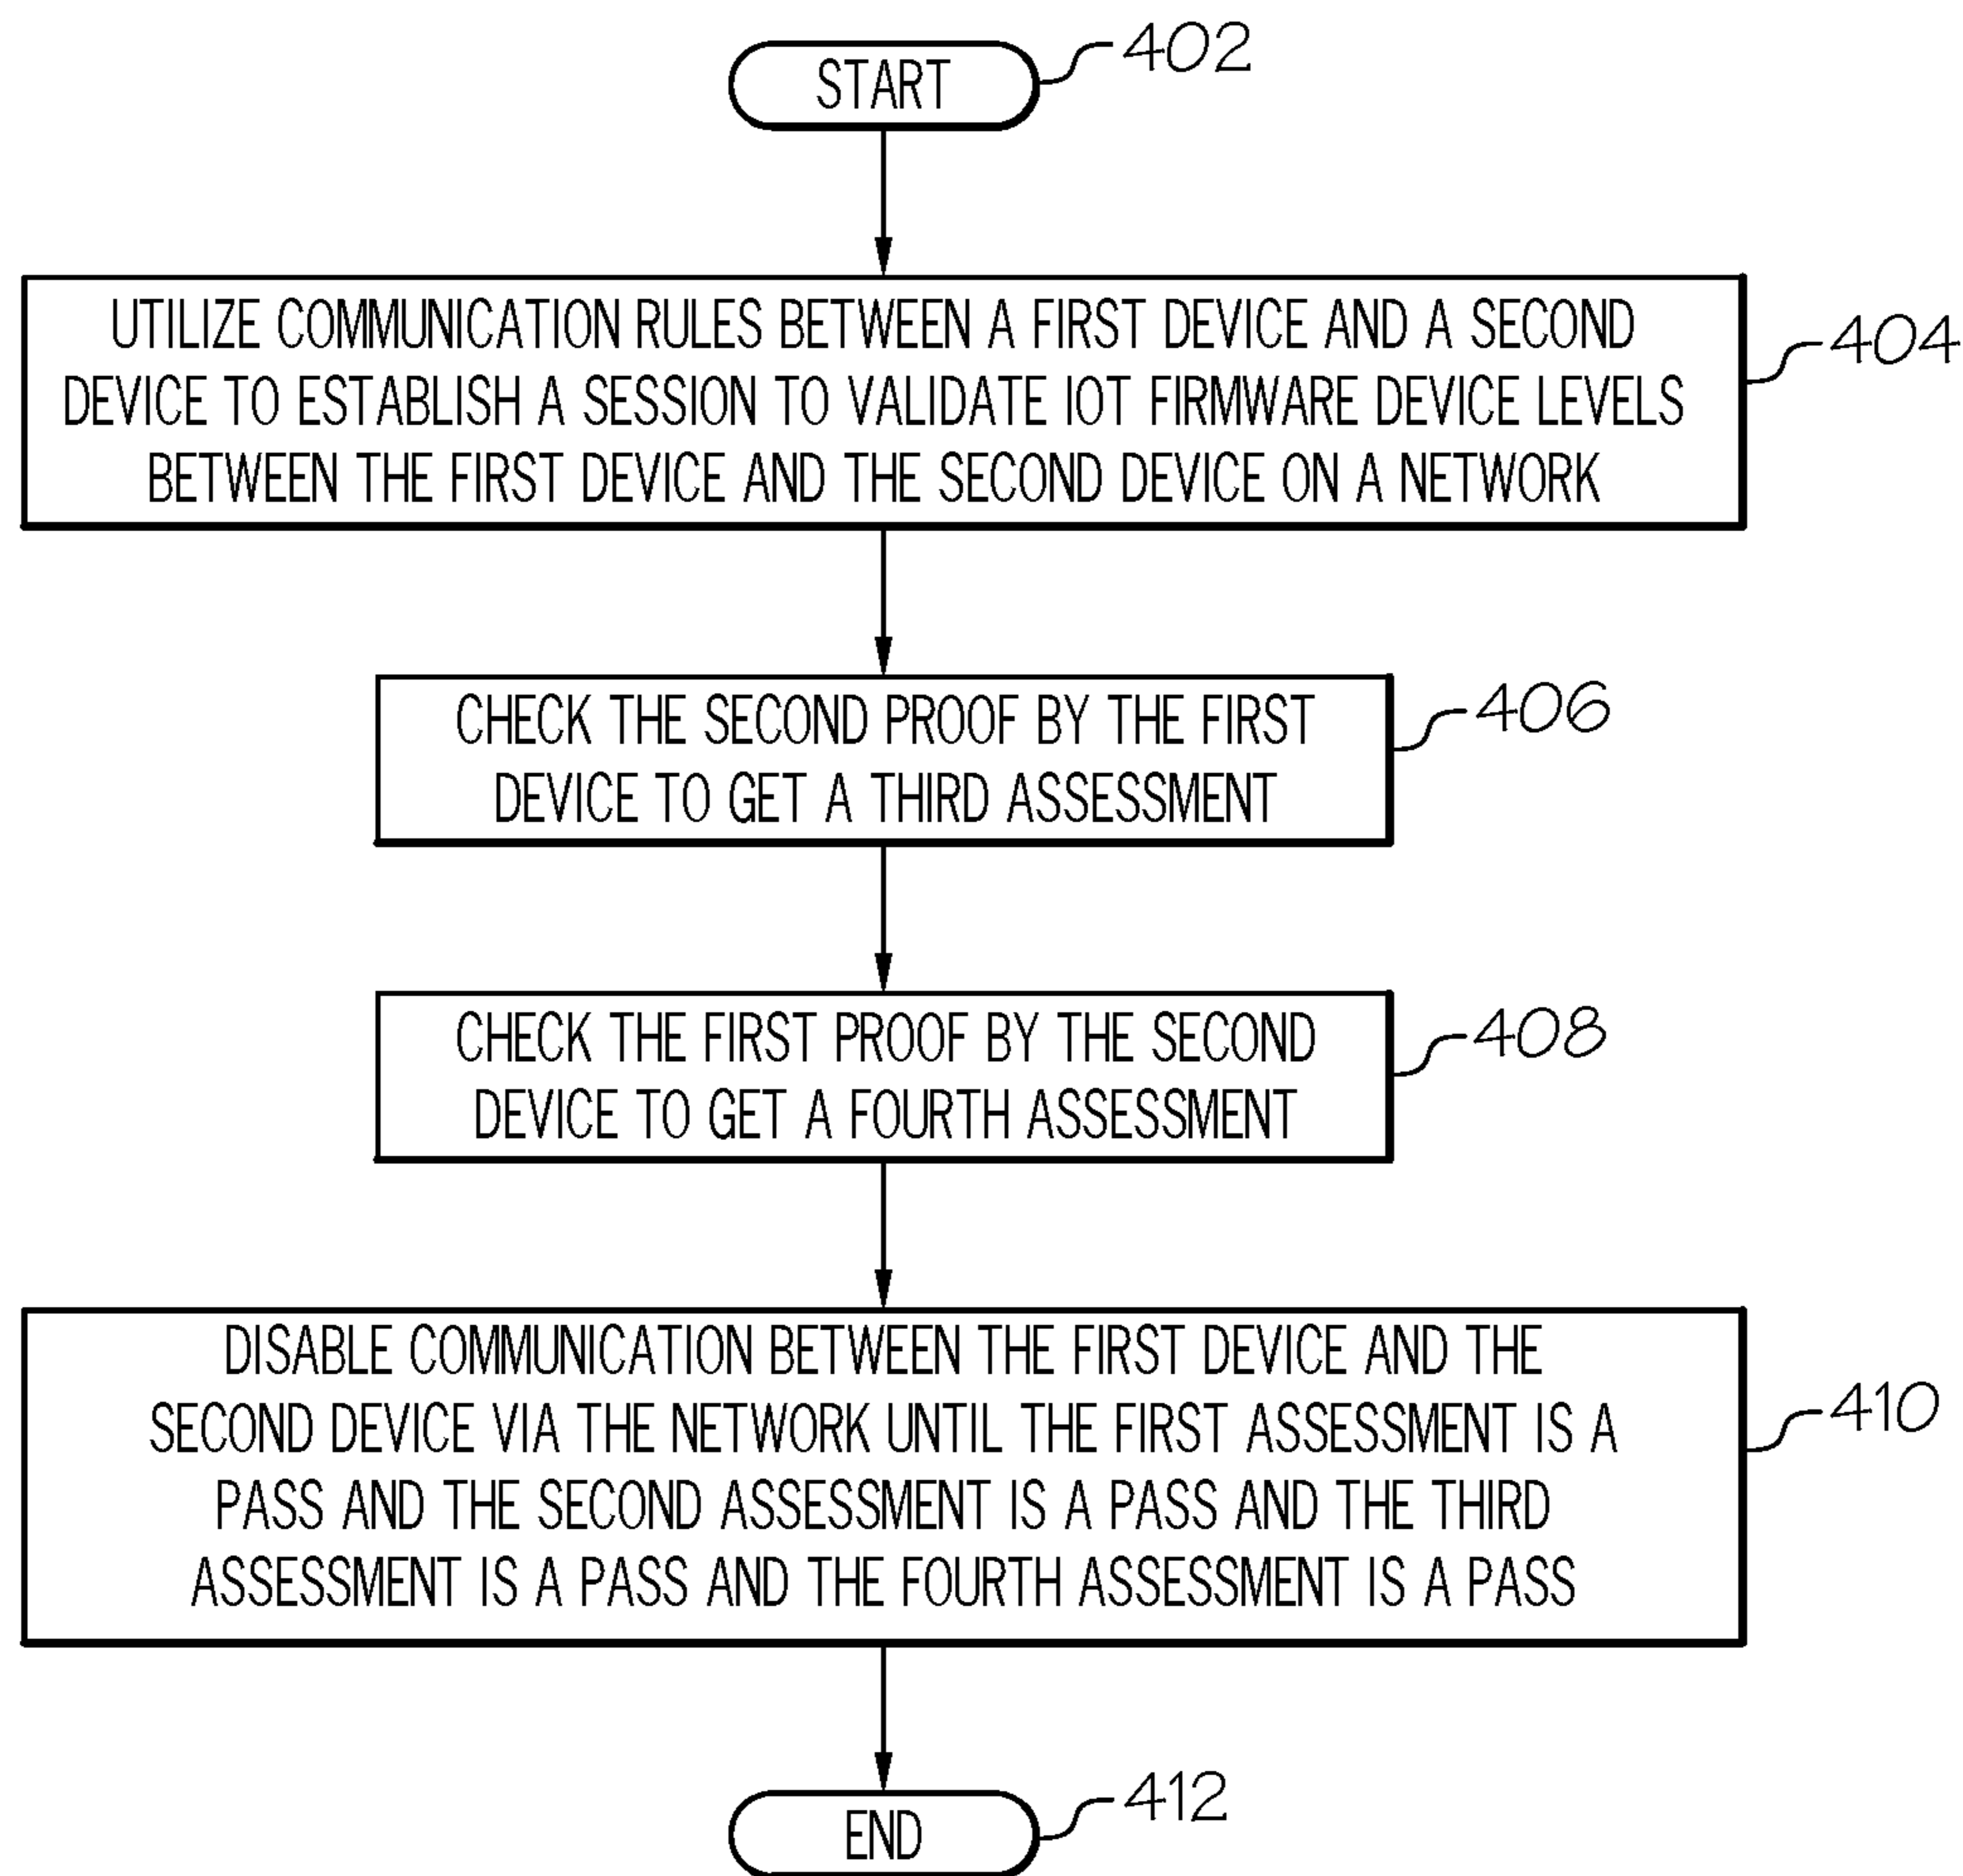 START
402
UTILIZE COMMUNICATION RULES BETWEEN A FIRST DEVICE AND A SECOND
DEVICE TO ESTABLISH A SESSION TO VALIDATE IOT FIRMWARE DEVICE LEVELS
BETWEEN THE FIRST DEVICE AND THE SECOND DEVICE ON A NETWORK
404
CHECK THE SECOND PROOF BY THE FIRST
DEVICE TO GET A THIRD ASSESSMENT
406
CHECK THE FIRST PROOF BY THE SECOND
DEVICE TO GET A FOURTH ASSESSMENT
408
DISABLE COMMUNICATION BETWEEN THE FIRST DEVICE AND THE
SECOND DEVICE VIA THE NETWORK UNTIL THE FIRST ASSESSMENT IS A
PASS AND THE SECOND ASSESSMENT IS A PASS AND THE THIRD
ASSESSMENT IS A PASS AND THE FOURTH ASSESSMENT IS A PASS
410
END
412